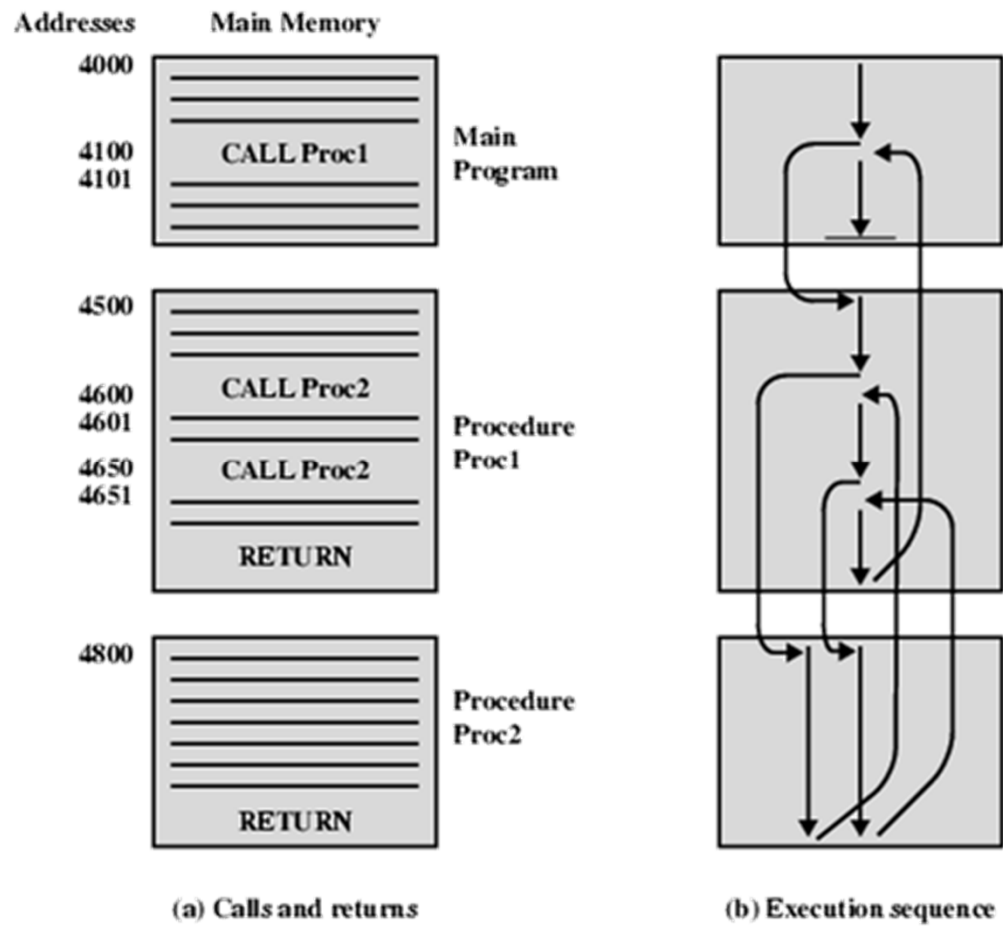 Addresses Main Memory
4000
4100 CALL Proc1
4101
Main
Program
4500
4600 CALL Proc2
4601
4650 CALL Proc2
4651
RETURN
Procedure
Proc1
4800
Procedure
Proc2
RETURN
(a) Calls and returns
(b) Execution sequence